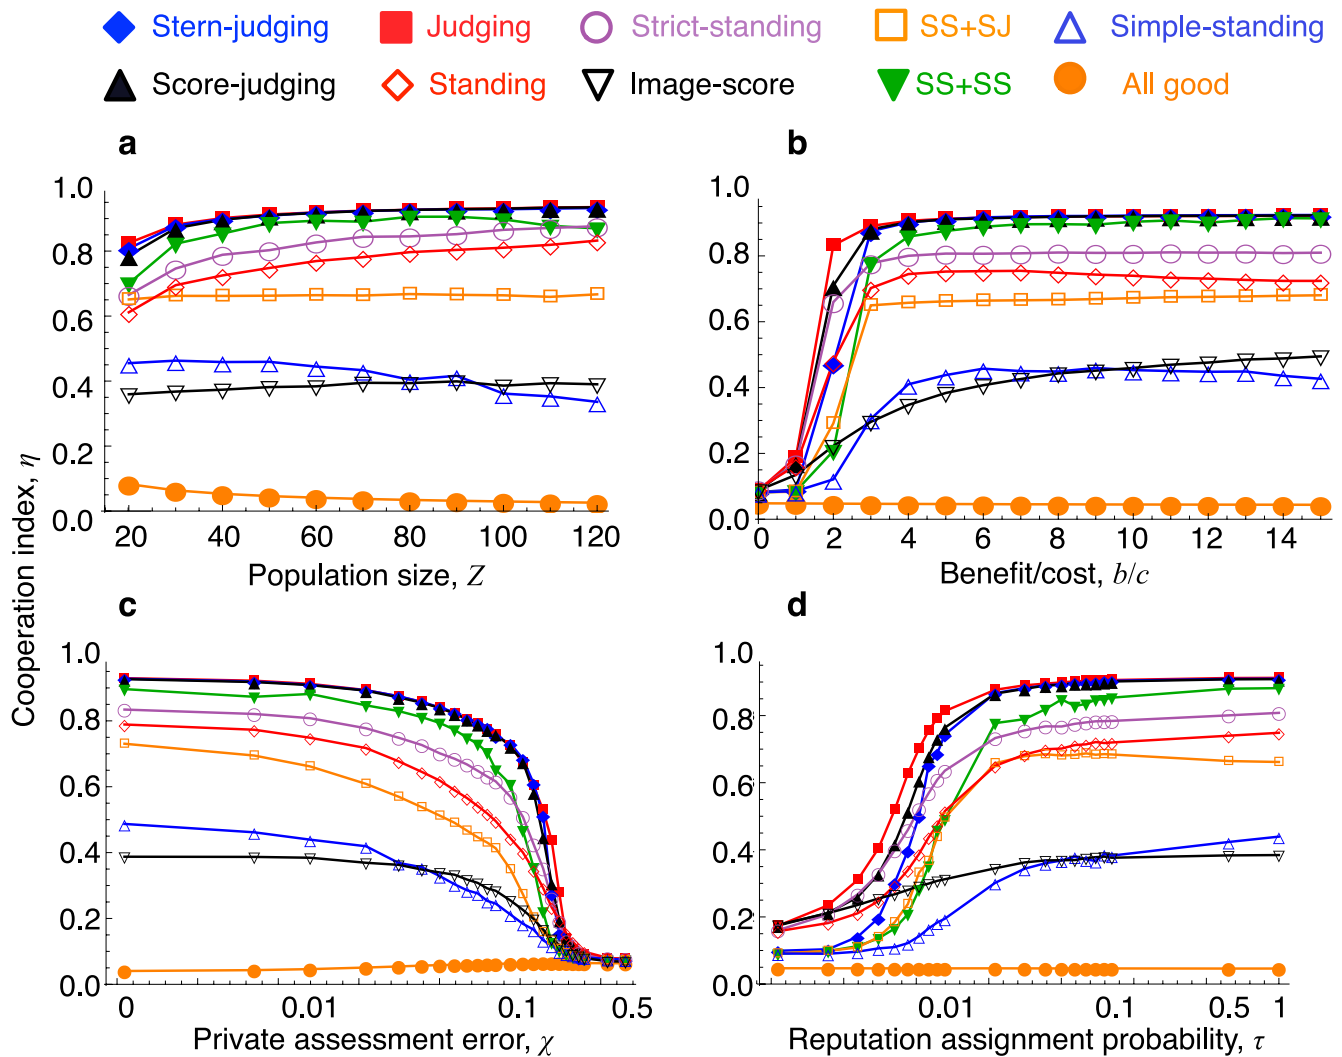 Stern-judging Judging Strict-standing SS+SJ Simple-standing
Score-judging Standing Image-score SS+SS All good
a
b
1.0
0.8
0.6
0.4
0.2
0.0
20 40 60 80 100 120
Population size, Z
1.0
0.8
0.6
0.4
0.2
0.0
0 2 4 6 8 10 12 14
Benefit/cost, b/c
Cooperation index, η
c
d
1.0
0.8
0.6
0.4
0.2
0.0
0 0.01 0.1 0.5
Private assessment error, χ
1.0
0.8
0.6
0.4
0.2
0.0
0.01 0.1 0.5 1
Reputation assignment probability, τ